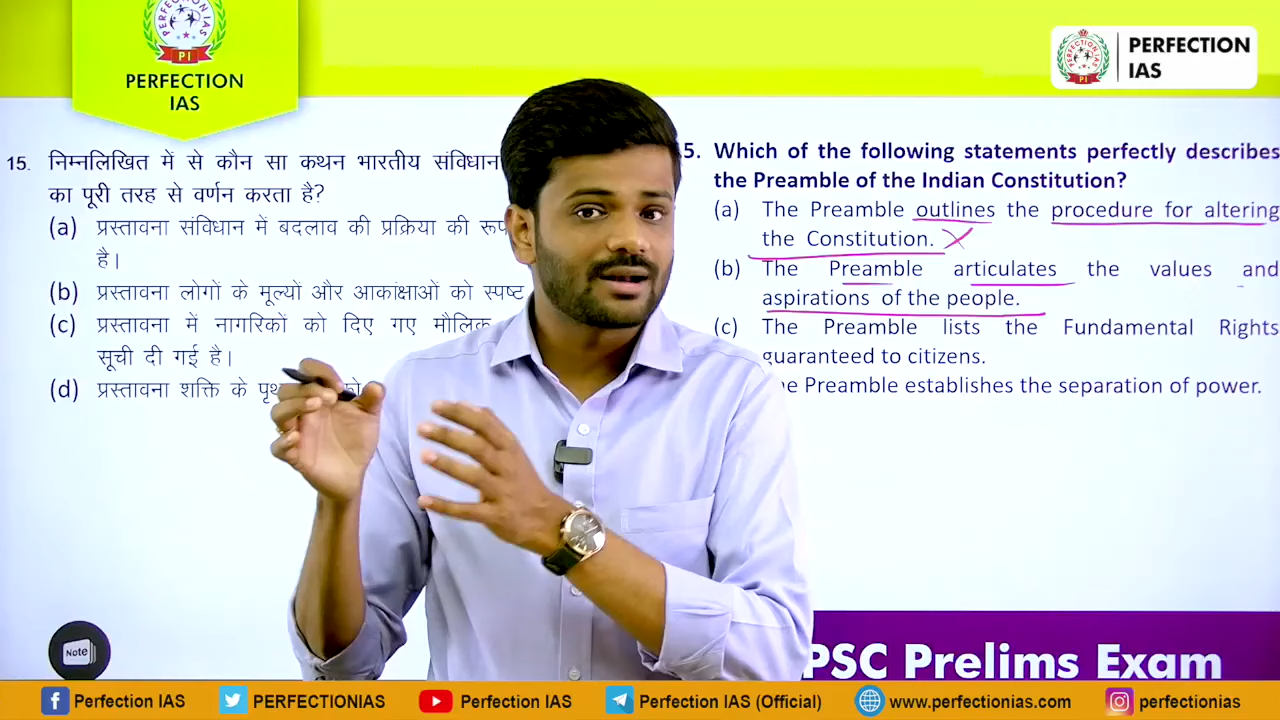 PERFECTION IAS
PI
PERFECTION
IAS
PERFECTION
IAS
PI
15. निम्नलिखित में से कौन सा कथन भारतीय संविधान
का पूरी तरह से वर्णन करता है?
(a) प्रस्तावना संविधान में बदलाव की प्रक्रिया की
है।
(b) प्रस्तावना लोगों के मूल्यों और आकांक्षाओं को स्पष्ट
(c) प्रस्तावना में नागरिकों को दिए गए मौलिक
सूची दी गई है।
(d) प्रस्तावना शक्ति के
5. Which of the following statements perfectly describes
the Preamble of the Indian Constitution?
(a) The Preamble outlines the procedure for altering
the Constitution.
(b) The Preamble articulates the values and
aspirations of the people.
(c) The Preamble lists the Fundamental Rights
guaranteed to citizens.
Preamble establishes the separation of power.
Note
PSC Prelims Exam
Perfection IAS
PERFECTIONIAS
Perfection IAS
Perfection IAS (Official)
www.perfectionias.com
perfectionias